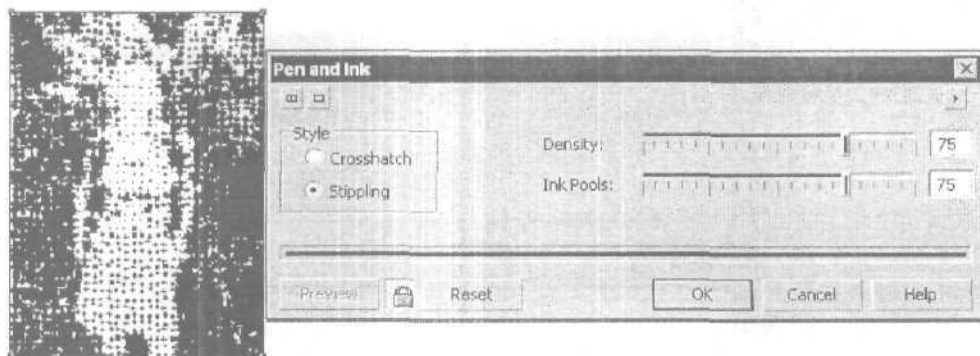 Pen and Ink
Style
Crosshatch
Stippling
Density: 75
Ink Pools: 75
Preview Reset OK Cancel Help